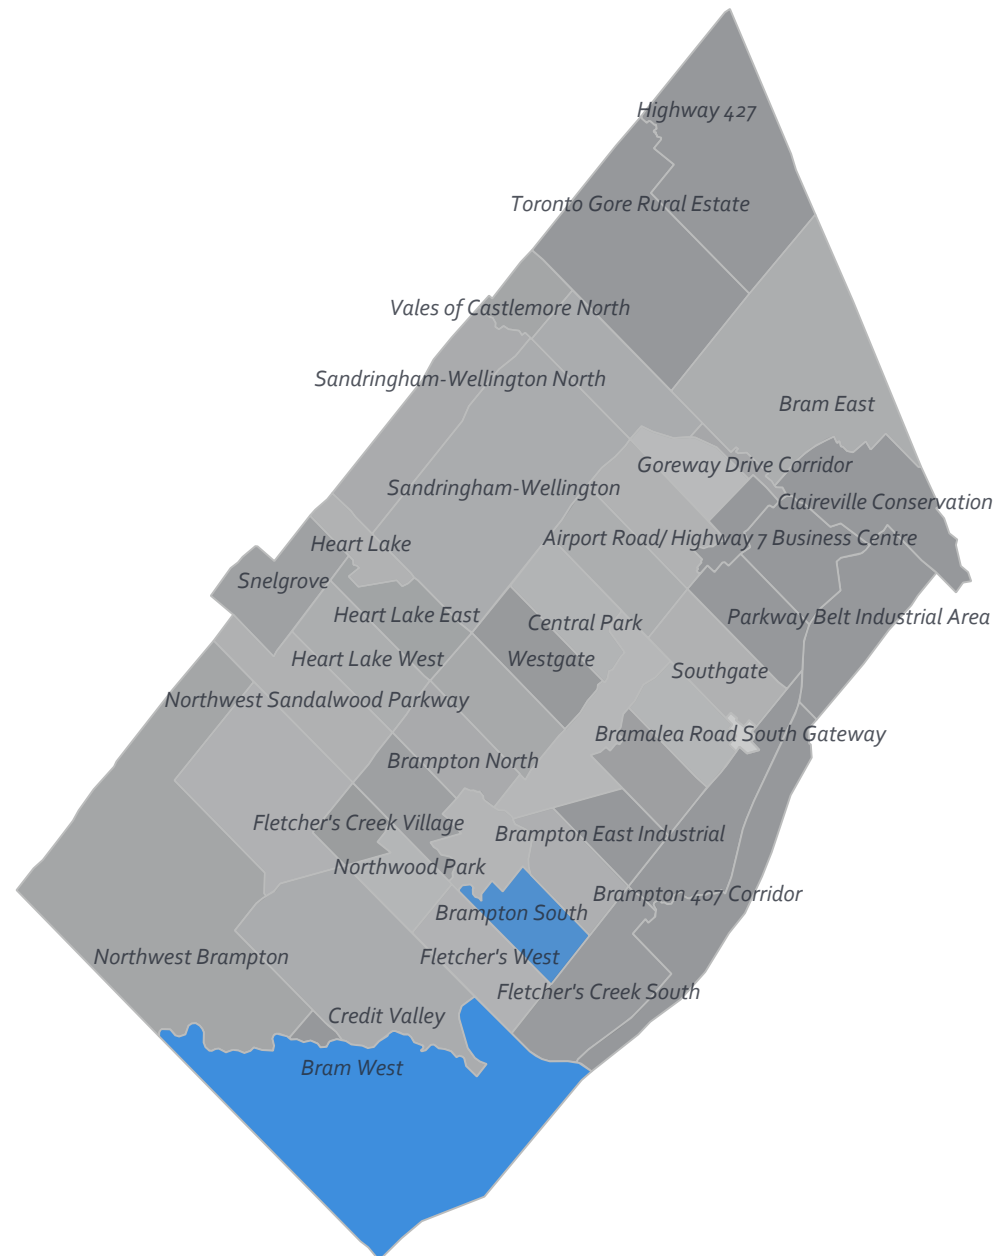 Highway 427
Toronto Gore Rural Estate
Vales of Castlemore North
Sandringham-Wellington North
Bram East
Goreway Drive Corridor
Sandringham-Wellington
Claireville Conservation
Airport Road/ Highway 7 Business Centre
Heart Lake
Snelgrove
Heart Lake East
Central Park
Parkway Belt Industrial Area
Heart Lake West
Westgate
Southgate
Northwest Sandalwood Parkway
Bramalea Road South Gateway
Brampton North
Fletcher's Creek Village
Brampton East Industrial
Northwood Park
Brampton 407 Corridor
Brampton South
Northwest Brampton
Fletcher's West
Fletcher's Creek South
Credit Valley
Bram West